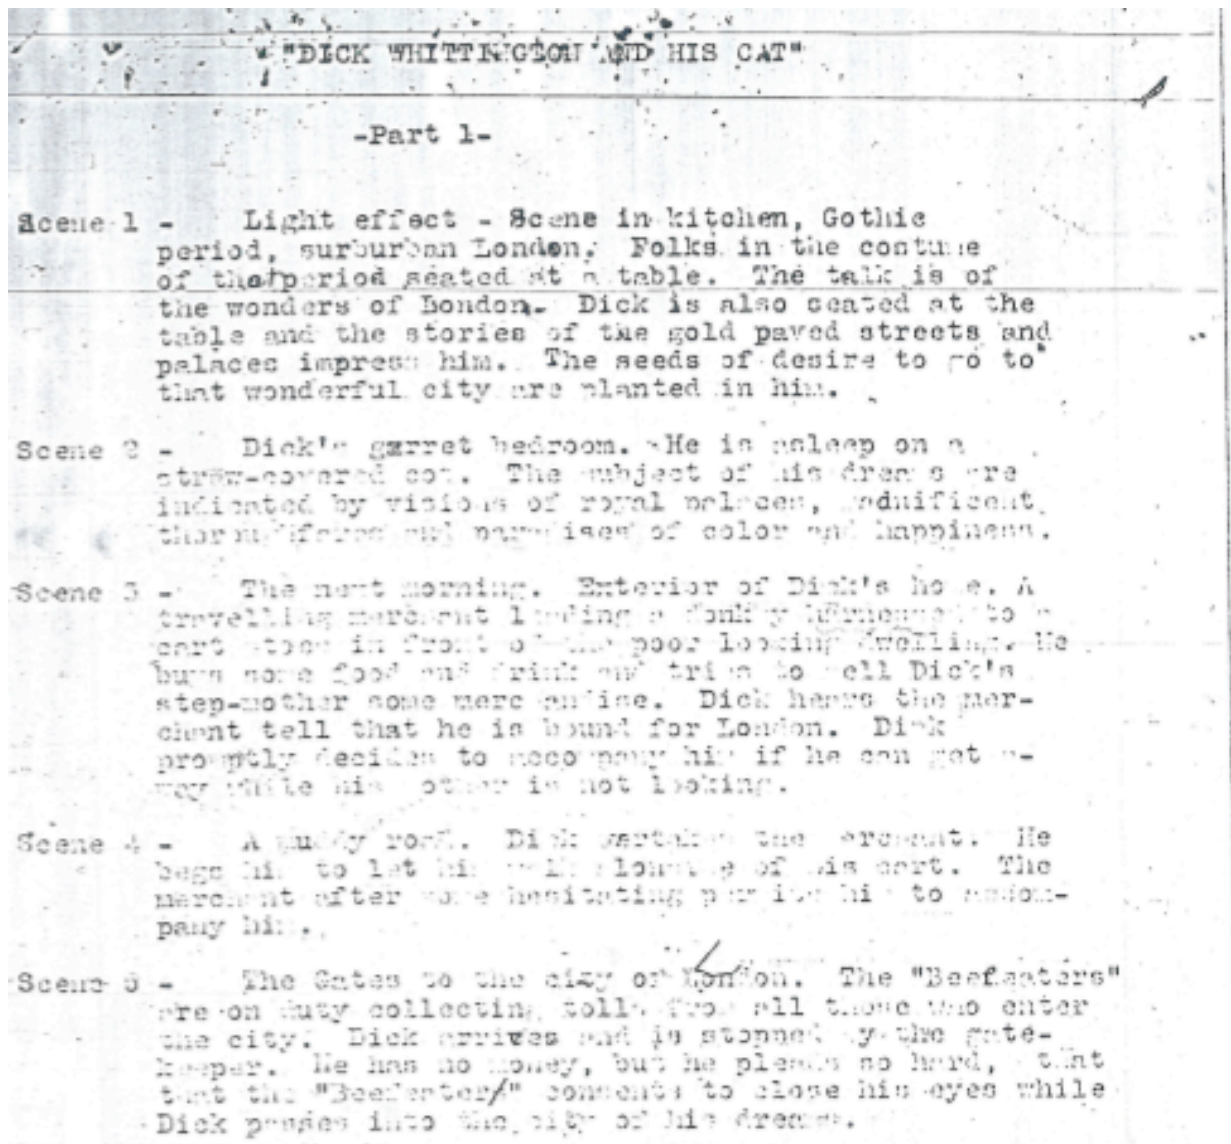 "DICK WHITTINGTON AND HIS CAT"
-Part 1-
Scene 1 - Light effect - Scene in kitchen, Gothic
period, surburban London. Folks in the costume
of the period seated at a table. The talk is of
the wonders of London. Dick is also seated at the
table and the stories of the gold paved streets and
palaces impress him. The seeds of desire to go to
that wonderful city are planted in him.
Scene 2 - Dick's garret bedroom. He is asleep on a
straw-covered cot. The subject of his dreams are
indicated by visions of royal palaces,
and paradises of color and happiness.
Scene 3 - The next morning. Exterior of Dick's home. A
travelling merchant leading a donkey harnessed to a
cart stops in front of the poor looking dwelling. He
buys some food and drink and tries to sell Dick's
step-mother some merchandise. Dick hears the mer-
chant tell that he is bound for London. Dick
promptly decides to accompany him if he can get a-
way while his mother is not looking.
Scene 4 - A muddy road. Dick the merchant. He
begs him to let him walk of his cart. The
merchant after some hesitating permits him to accom-
pany him.
Scene 5 - The Gates to the city of London. The "Beefeaters"
are on duty collecting tolls from all those who enter
the city. Dick arrives and is stopped by the gate-
keeper. He has no money, but he pleads so hard, that
that the "Beefeater" consents to close his eyes while
Dick passes into the city of his dreams.